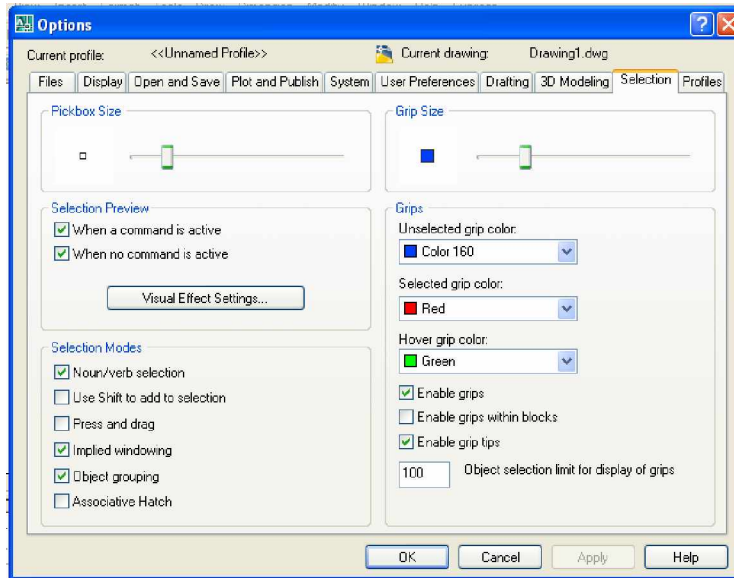 Options
Current profile: <<Unnamed Profile>> Current drawing: Drawing1.dwg
Files Display Open and Save Plot and Publish System User Preferences Drafting 3D Modeling Selection Profiles
Pickbox Size
Grip Size
Selection Preview
When a command is active
When no command is active
Visual Effect Settings...
Selection Modes
Noun/verb selection
Use Shift to add to selection
Press and drag
Implied windowing
Object grouping
Associative Hatch
Grips
Unselected grip color:
Color 160
Selected grip color:
Red
Hover grip color:
Green
Enable grips
Enable grips within blocks
Enable grip tips
100 Object selection limit for display of grips
OK Cancel Apply Help